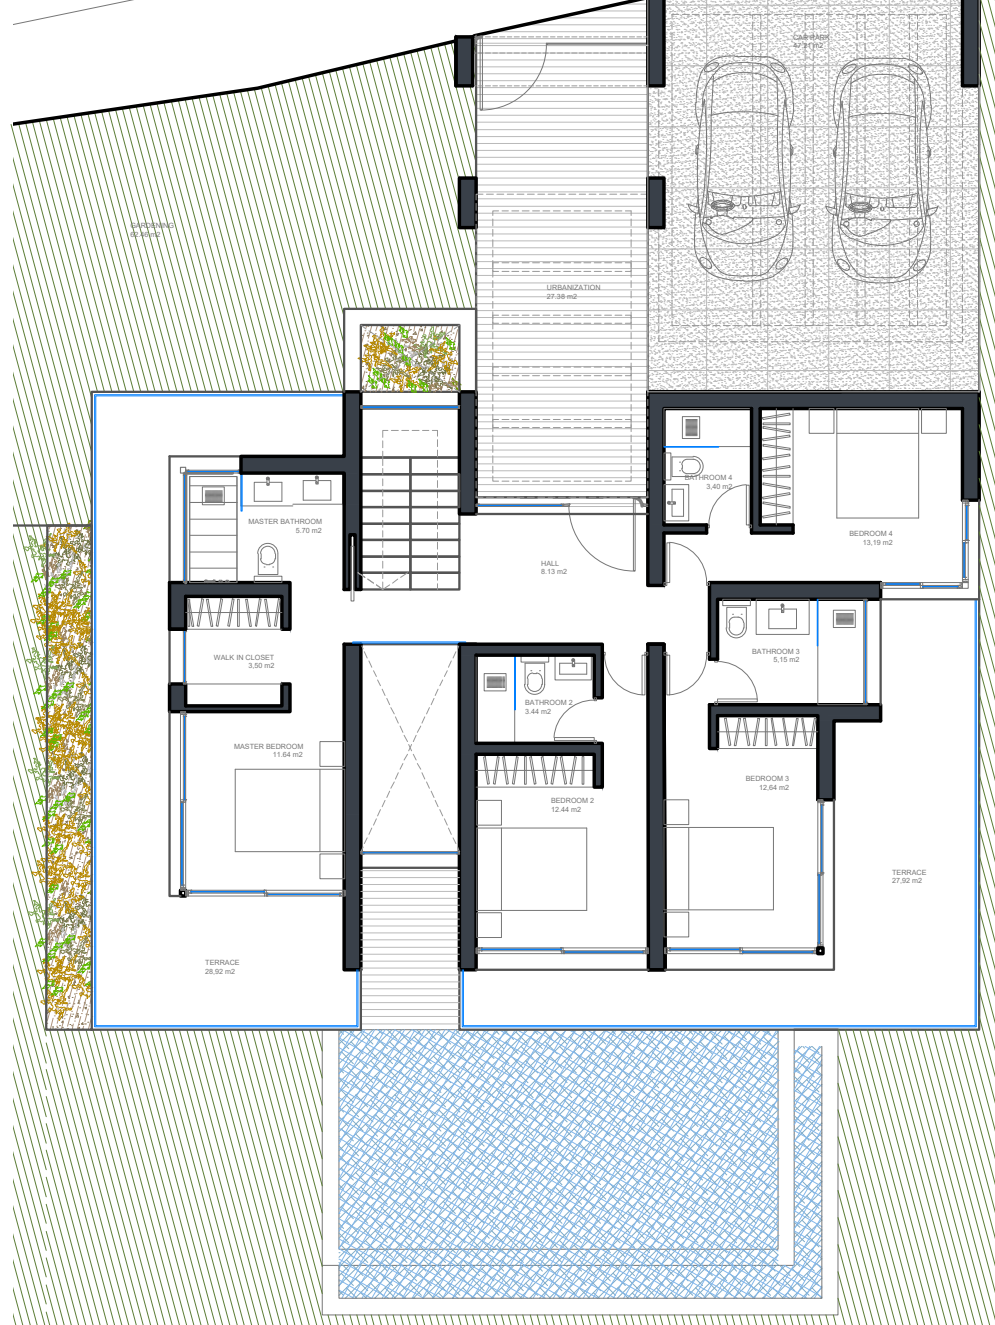 CAR PARK
47.21 m2
GARDENING
62.46 m2
URBANIZATION
27.38 m2
BATHROOM 4
3,40 m2
MASTER BATHROOM
5.70 m2
BEDROOM 4
13,19 m2
HALL
8.13 m2
WALK IN CLOSET
3,50 m2
BATHROOM 3
5,15 m2
BATHROOM 2
3.44 m2
MASTER BEDROOM
11.64 m2
BEDROOM 3
12,64 m2
BEDROOM 2
12.44 m2
TERRACE
27,92 m2
TERRACE
28,92 m2